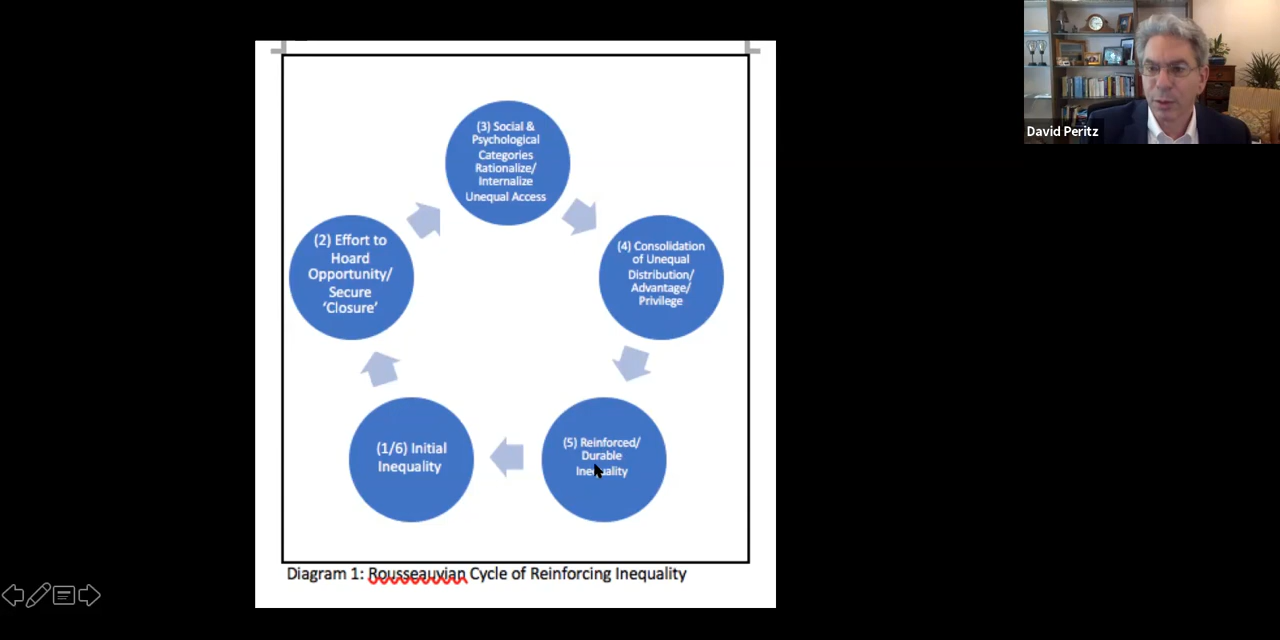 (3) Social &
Psychological
Categories
Rationalize/
Internalize
Unequal Access
(4) Consolidation
of Unequal
Distribution/
Advantage/
Privilege
(5) Reinforced/
Durable
Inequality
(1/6) Initial
Inequality
(2) Effort to
Hoard
Opportunity/
Secure
‘Closure’
Diagram 1: Rousseauvian Cycle of Reinforcing Inequality
David Peritz